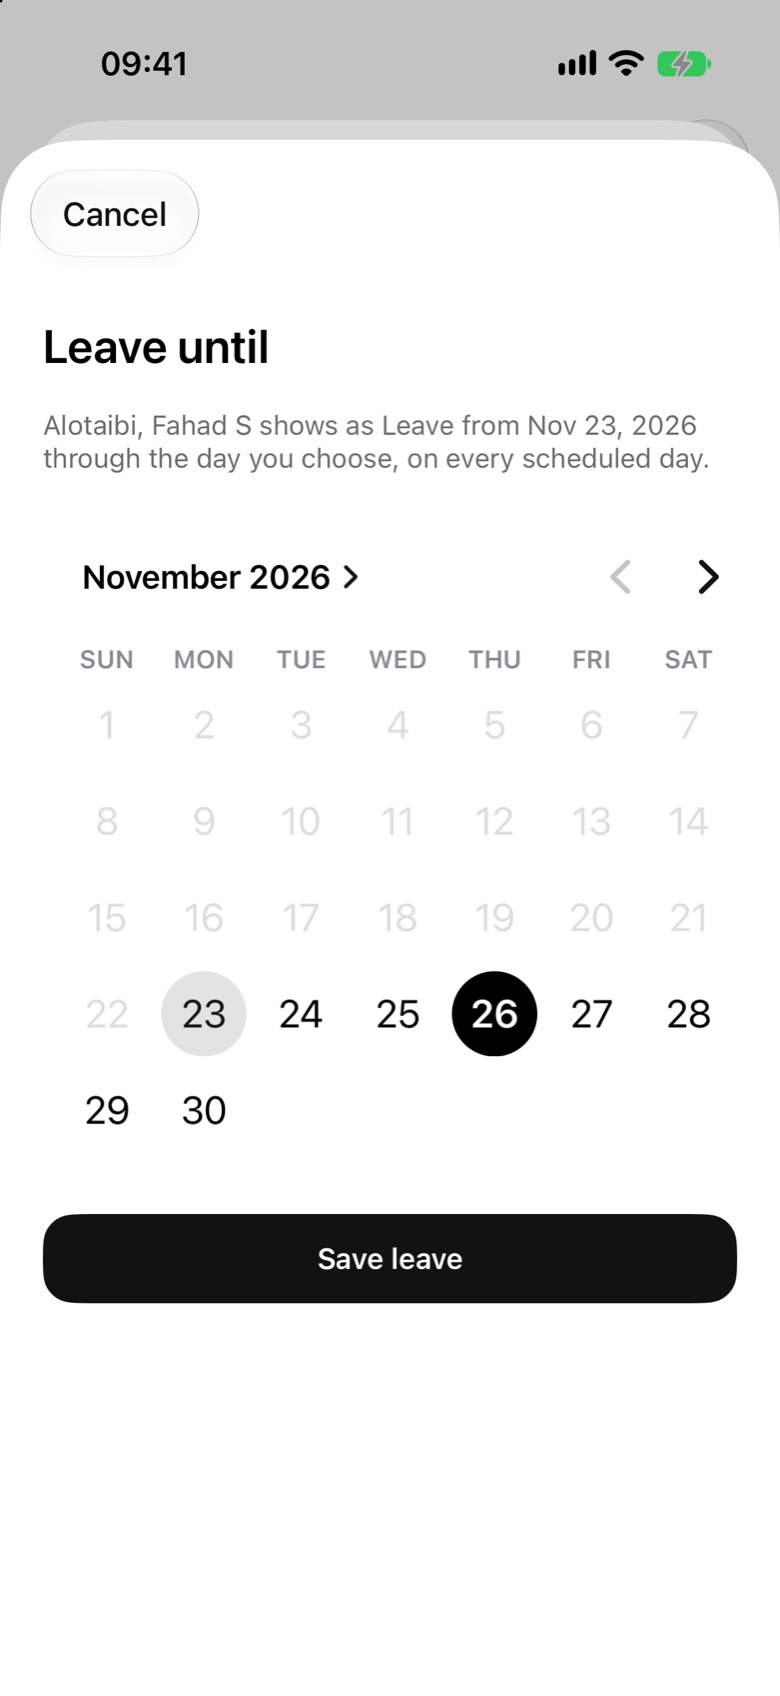 09:41
Cancel
Leave until
Alotaibi, Fahad S shows as Leave from Nov 23, 2026
through the day you choose, on every scheduled day.
November 2026
SUN MON TUE WED THU FRI SAT
1 2 3 4 5 6 7
8 9 10 11 12 13 14
15 16 17 18 19 20 21
22 23 24 25 26 27 28
29 30
Save leave